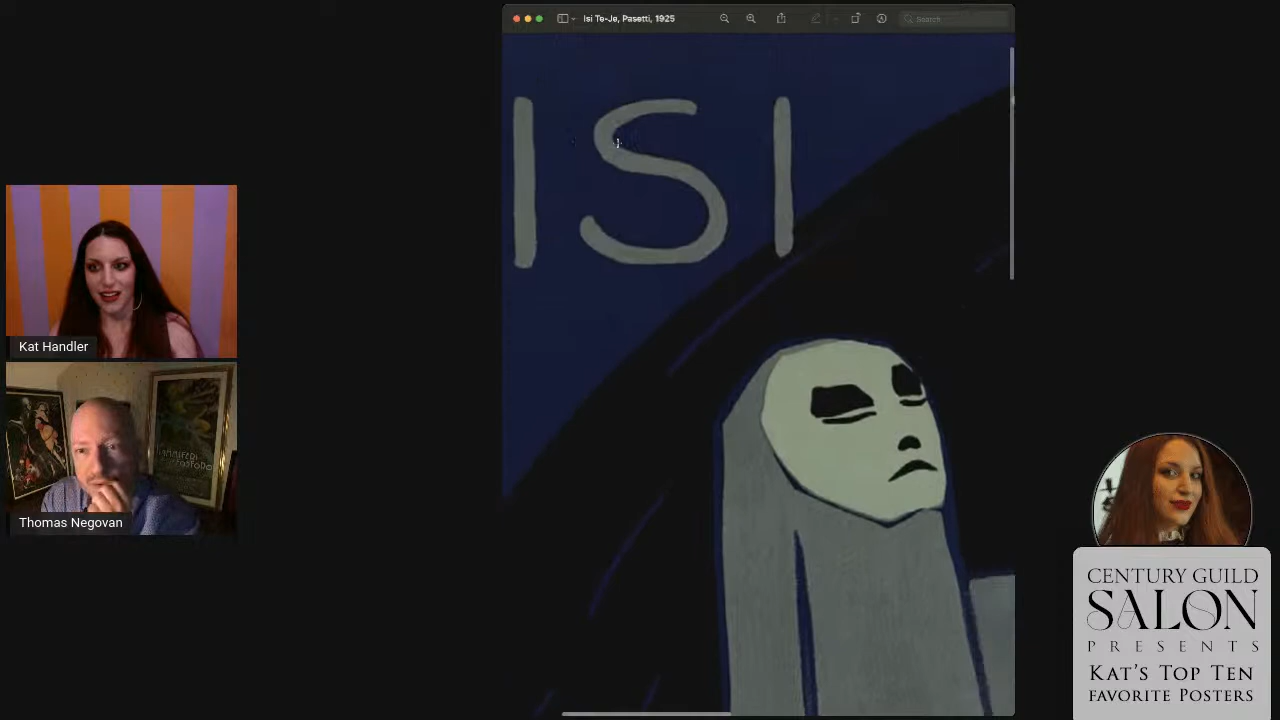 Isi Te-Je, Pasetti, 1925
Search
ISI
Kat Handler
Thomas Negovan
CENTURY GUILD
SALON
PRESENTS
KAT'S TOP TEN
FAVORITE POSTERS